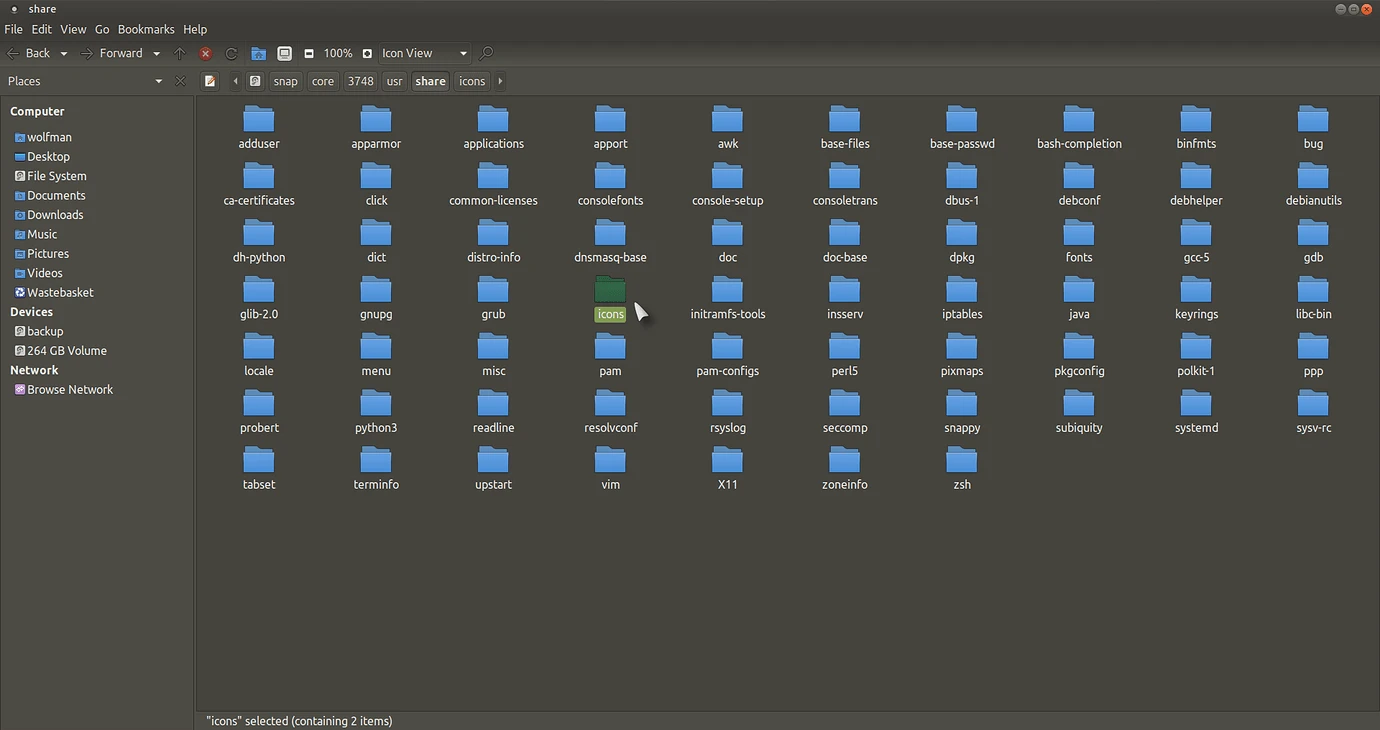 share
File Edit View Go Bookmarks Help
Back Forward 100% Icon View
Places snap core 3748 usr share icons
Computer
wolfman
Desktop
File System
Documents
Downloads
Music
Pictures
Videos
Wastebasket
Devices
backup
264 GB Volume
Network
Browse Network
adduser apparmor applications apport awk base-files base-passwd bash-completion binfmts bug
ca-certificates click common-licenses consolefonts console-setup consoletrans dbus-1 debconf debhelper debianutils
dh-python dict distro-info dnsmasq-base doc doc-base dpkg fonts gcc-5 gdb
glib-2.0 gnupg grub icons initramfs-tools insserv iptables java keyrings libc-bin
locale menu misc pam pam-configs perl5 pixmaps pkgconfig polkit-1 ppp
probert python3 readline resolvconf rsyslog seccomp snappy subiquity systemd sysv-rc
tabset terminfo upstart vim X11 zoneinfo zsh
"icons" selected (containing 2 items)